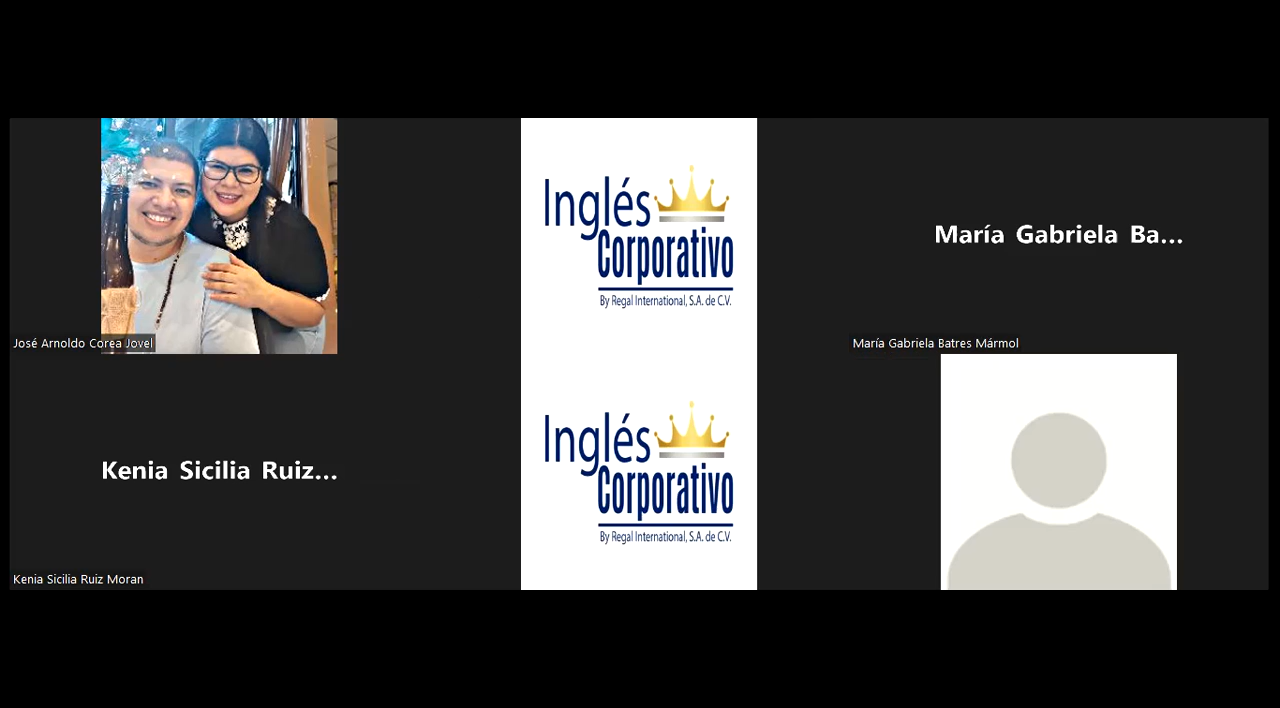 Inglés
Corporativo
By Regal International, S.A. de C.V.
María Gabriela Ba...
José Arnoldo Corea Jovel
María Gabriela Batres Mármol
Kenia Sicilia Ruiz...
Inglés
Corporativo
By Regal International, S.A. de C.V.
Kenia Sicilia Ruiz Moran